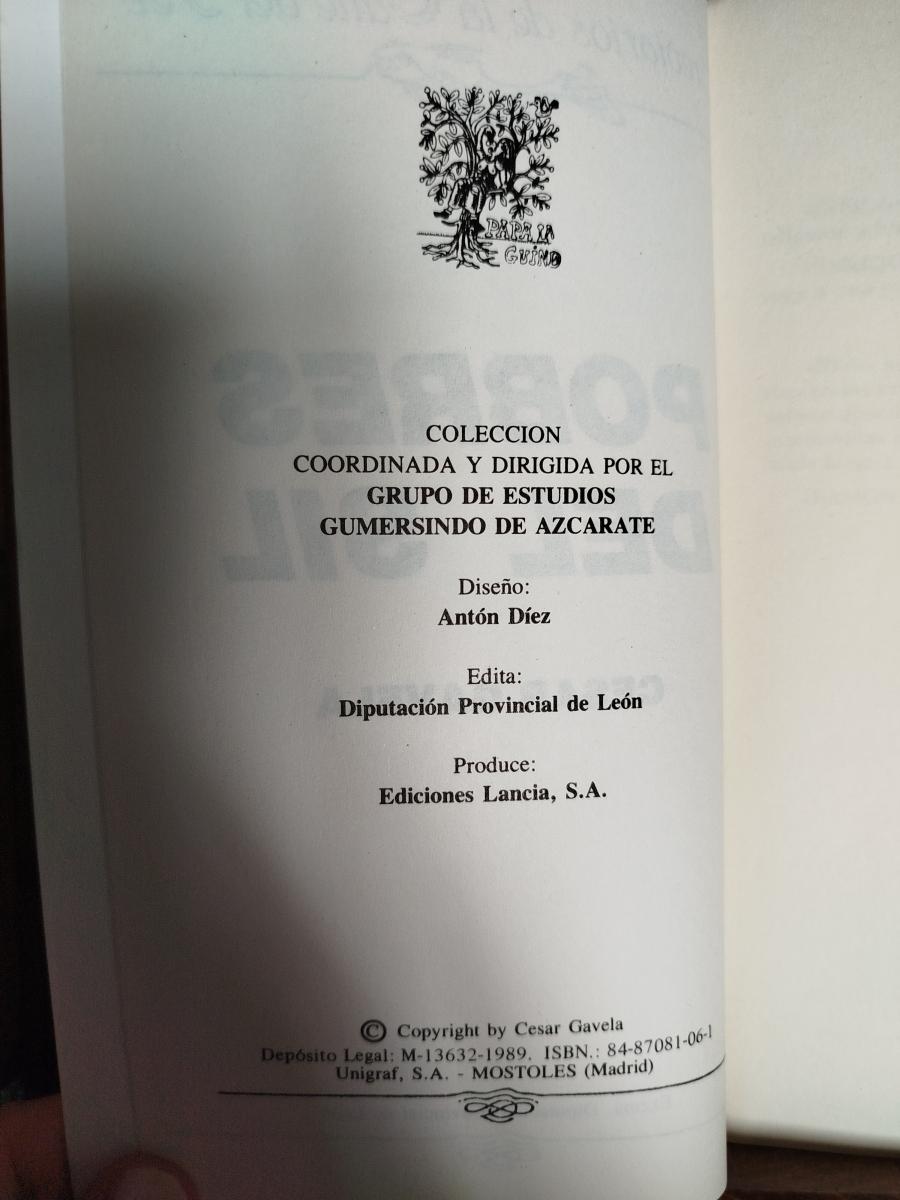 PAPA LA
GUIND
COLECCION
COORDINADA Y DIRIGIDA POR EL
GRUPO DE ESTUDIOS
GUMERSINDO DE AZCARATE
Diseño:
Antón Díez
Edita:
Diputación Provincial de León
Produce:
Ediciones Lancia, S.A.
© Copyright by Cesar Gavela
Depósito Legal: M-13632-1989. ISBN.: 84-87081-06-1
Unigraf, S.A. - MOSTOLES (Madrid)